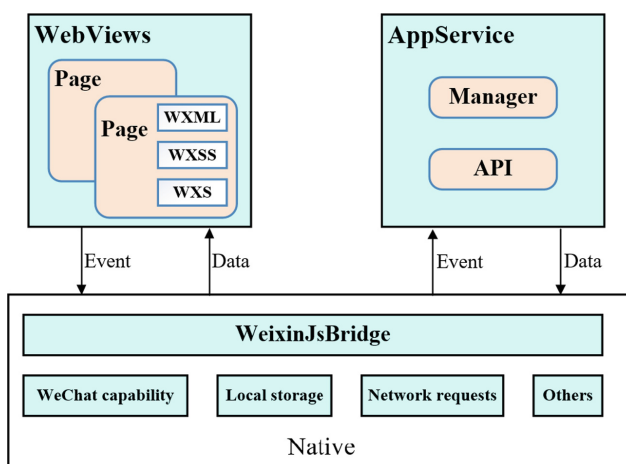 WebViews
Page
Page
WXML
WXSS
WXS
AppService
Manager
API
Event
Data
Event
Data
WeixinJsBridge
WeChat capability
Local storage
Network requests
Others
Native